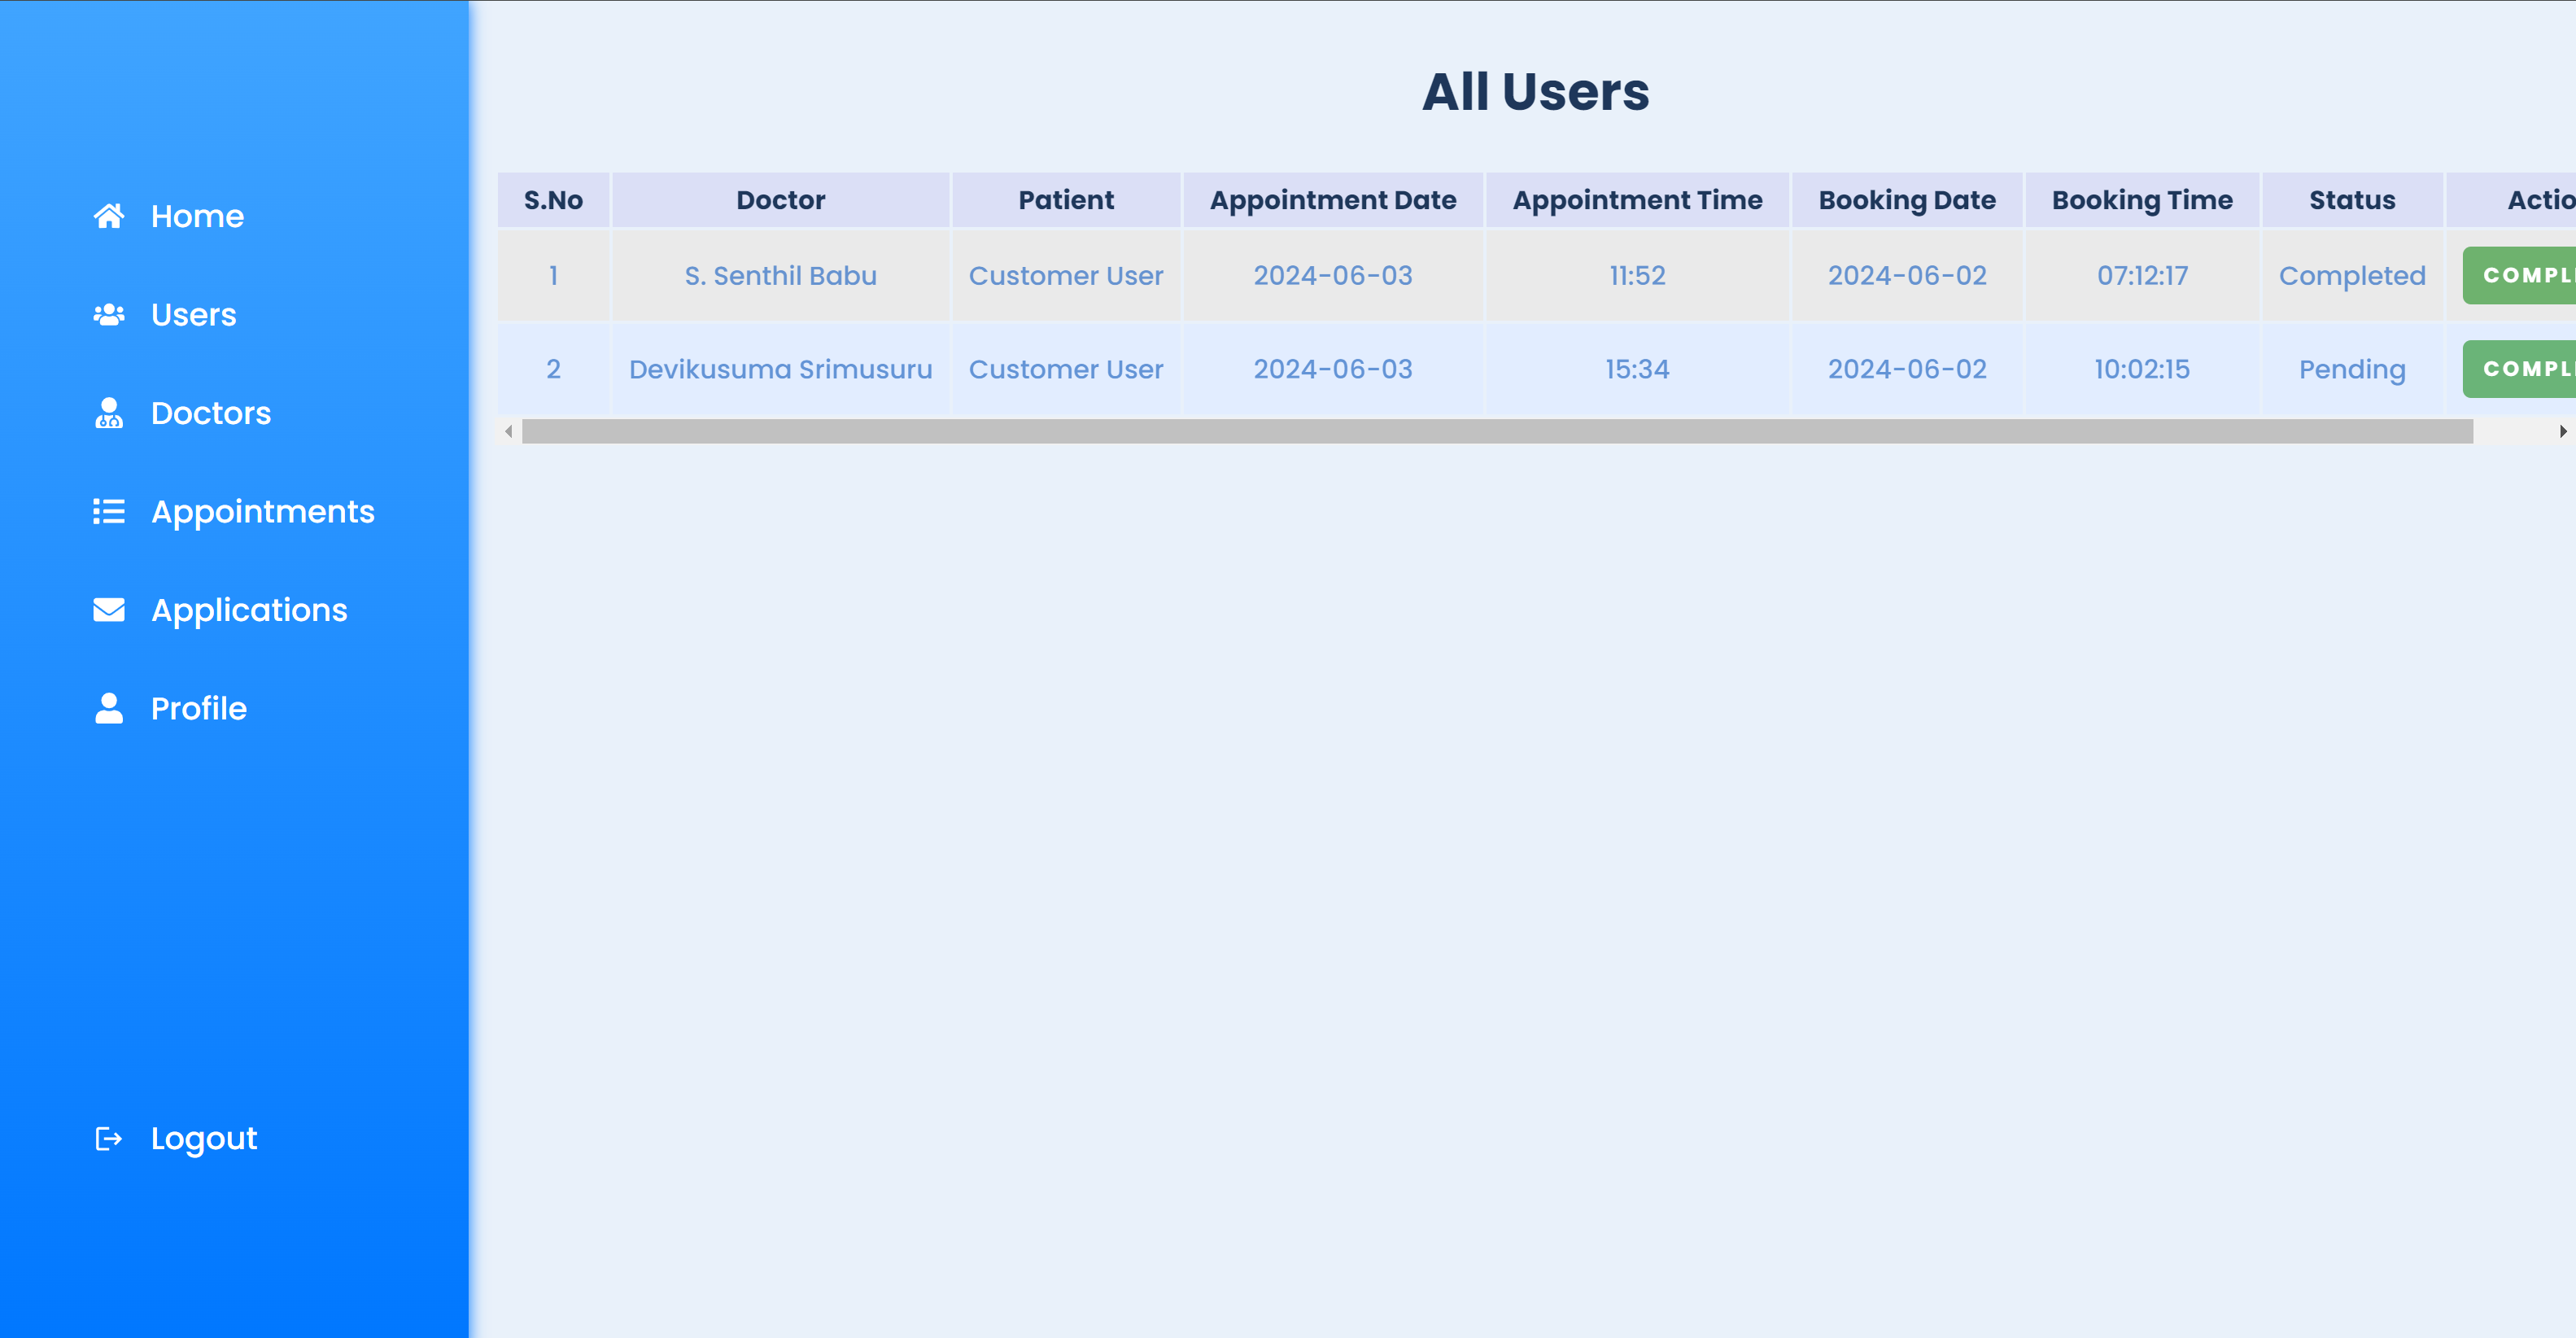 Home
Users
Doctors
Appointments
Applications
Profile
Logout
All Users
S.No Doctor Patient Appointment Date Appointment Time Booking Date Booking Time Status Actio
1 S. Senthil Babu Customer User 2024-06-03 11:52 2024-06-02 07:12:17 Completed COMPL
2 Devikusuma Srimusuru Customer User 2024-06-03 15:34 2024-06-02 10:02:15 Pending COMPL